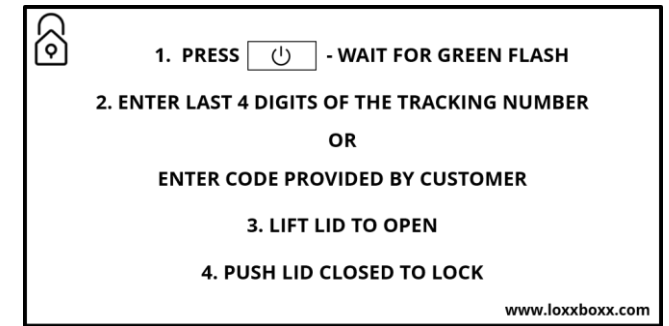 1. PRESS ⏻ - WAIT FOR GREEN FLASH
2. ENTER LAST 4 DIGITS OF THE TRACKING NUMBER
OR
ENTER CODE PROVIDED BY CUSTOMER
3. LIFT LID TO OPEN
4. PUSH LID CLOSED TO LOCK
www.loxxboxx.com